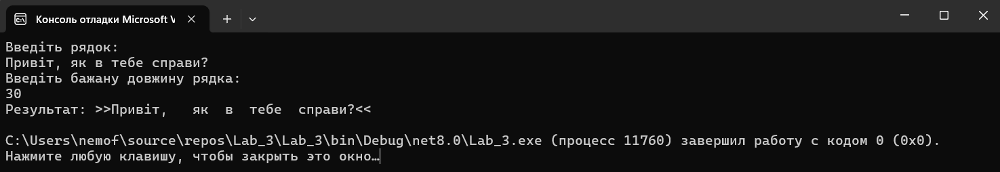 Консоль отладки Microsoft V
Введіть рядок:
Привіт, як в тебе справи?
Введіть бажану довжину рядка:
30
Результат: >>Привіт,   як  в  тебе  справи?<<
C:\Users\nemof\source\repos\Lab_3\Lab_3\bin\Debug\net8.0\Lab_3.exe (процесс 11760) завершил работу с кодом 0 (0x0).
Нажмите любую клавишу, чтобы закрыть это окно…